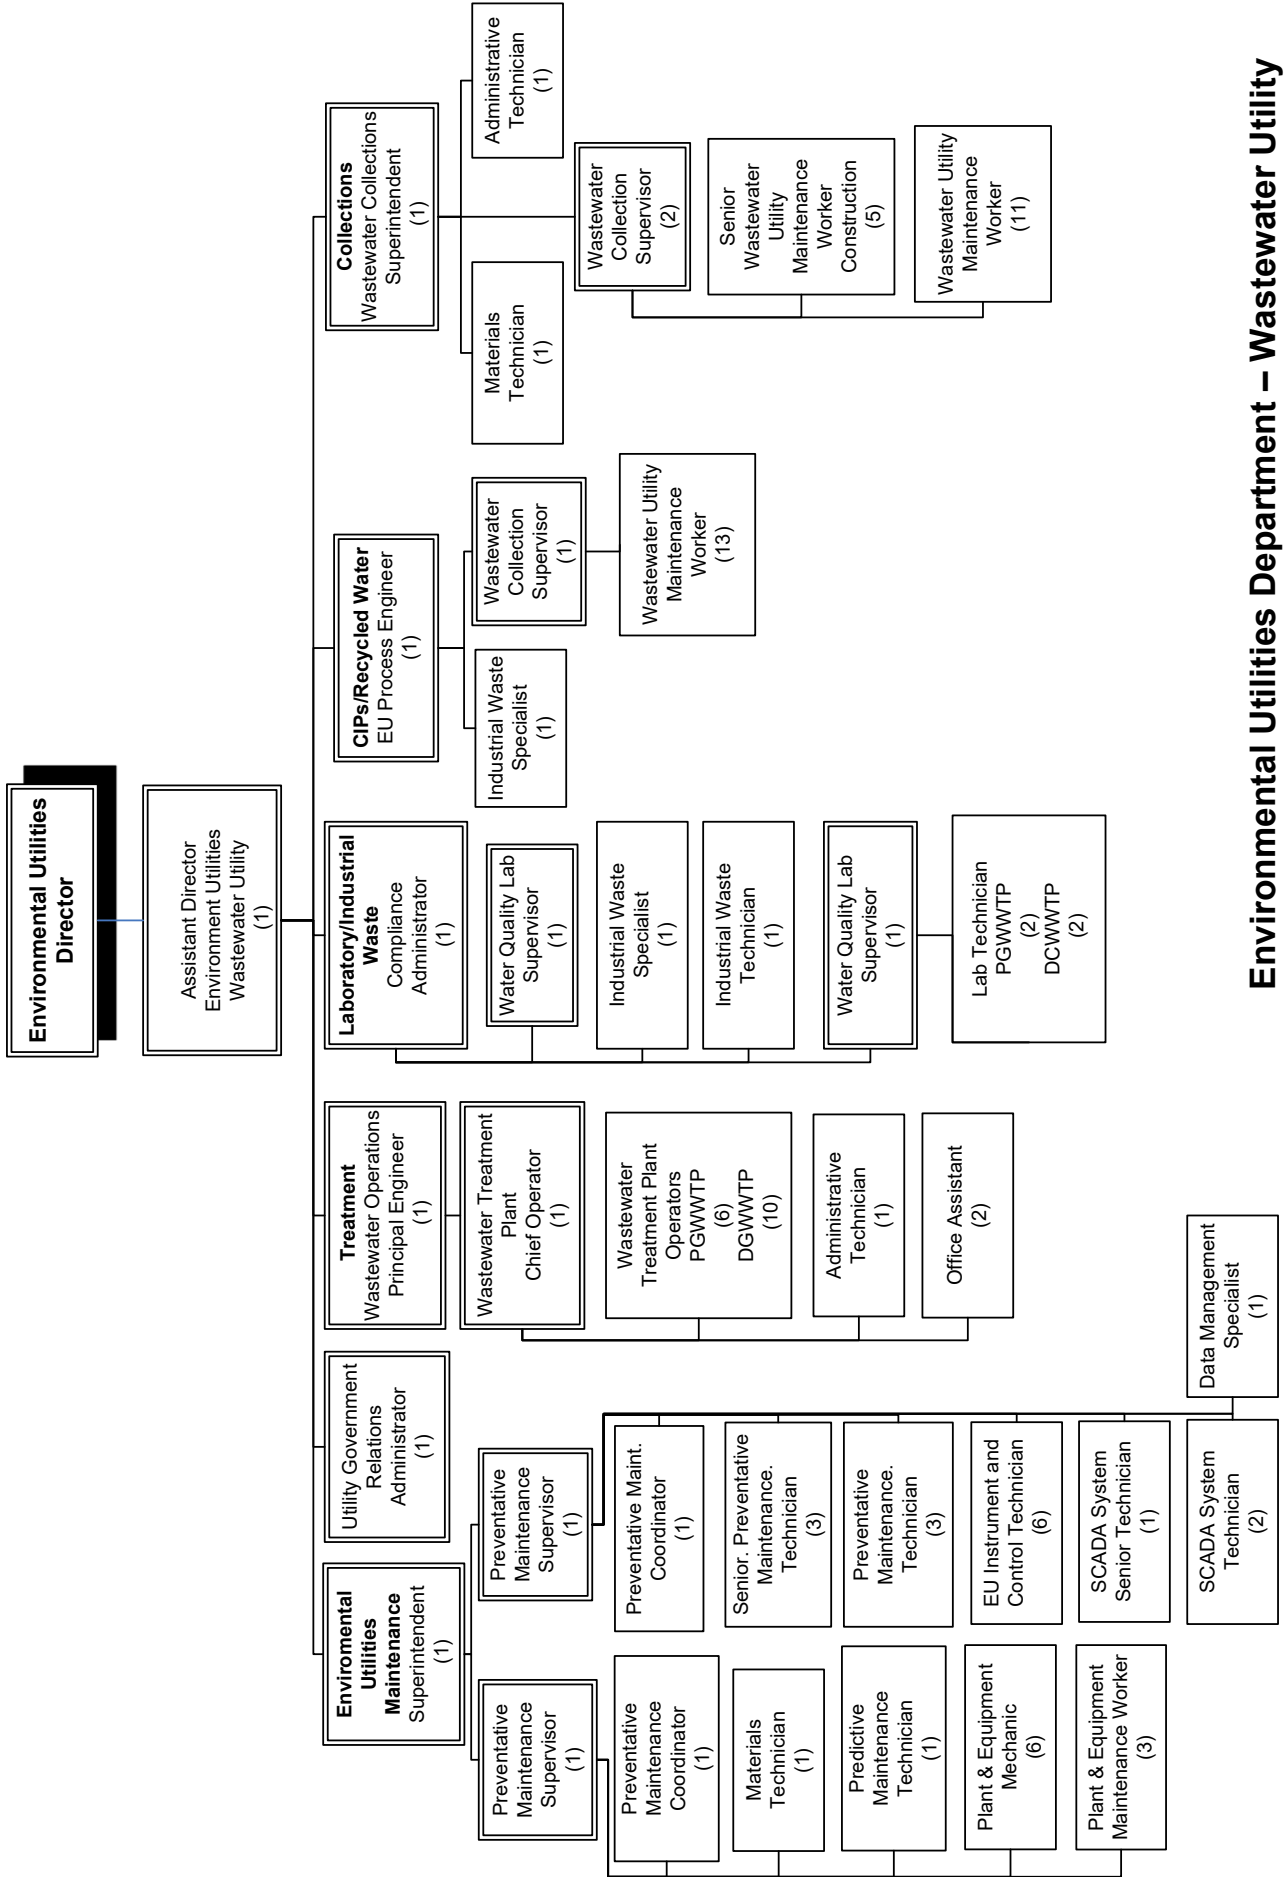 Environmental Utilities
Director
Assistant Director
Environment Utilities
Wastewater Utility
(1)
Enviromental
Utilities
Maintenance
Superintendent
(1)
Preventative
Maintenance
Supervisor
(1)
Preventative
Maintenance
Coordinator
(1)
Materials
Technician
(1)
Predictive
Maintenance
Technician
(1)
Plant & Equipment
Mechanic
(6)
Plant & Equipment
Maintenance Worker
(3)
Preventative
Maintenance
Supervisor
(1)
Preventative Maint.
Coordinator
(1)
Senior. Preventative
Maintenance.
Technician
(3)
Preventative
Maintenance.
Technician
(3)
EU Instrument and
Control Technician
(6)
SCADA System
Senior Technician
(1)
SCADA System
Technician
(2)
Data Management
Specialist
(1)
Utility Government
Relations
Administrator
(1)
Treatment
Wastewater Operations
Principal Engineer
(1)
Wastewater Treatment
Plant
Chief Operator
(1)
Wastewater
Treatment Plant
Operators
PGWWTP
(6)
DGWWTP
(10)
Administrative
Technician
(1)
Office Assistant
(2)
Laboratory/Industrial
Waste
Compliance
Administrator
(1)
Water Quality Lab
Supervisor
(1)
Industrial Waste
Specialist
(1)
Industrial Waste
Technician
(1)
Water Quality Lab
Supervisor
(1)
Lab Technician
PGWWTP
(2)
DCWWTP
(2)
CIPs/Recycled Water
EU Process Engineer
(1)
Industrial Waste
Specialist
(1)
Wastewater
Collection
Supervisor
(1)
Wastewater Utility
Maintenance
Worker
(13)
Collections
Wastewater Collections
Superintendent
(1)
Materials
Technician
(1)
Administrative
Technician
(1)
Wastewater
Collection
Supervisor
(2)
Senior
Wastewater
Utility
Maintenance
Worker
Construction
(5)
Wastewater Utility
Maintenance
Worker
(11)
Environmental Utilities Department – Wastewater Utility